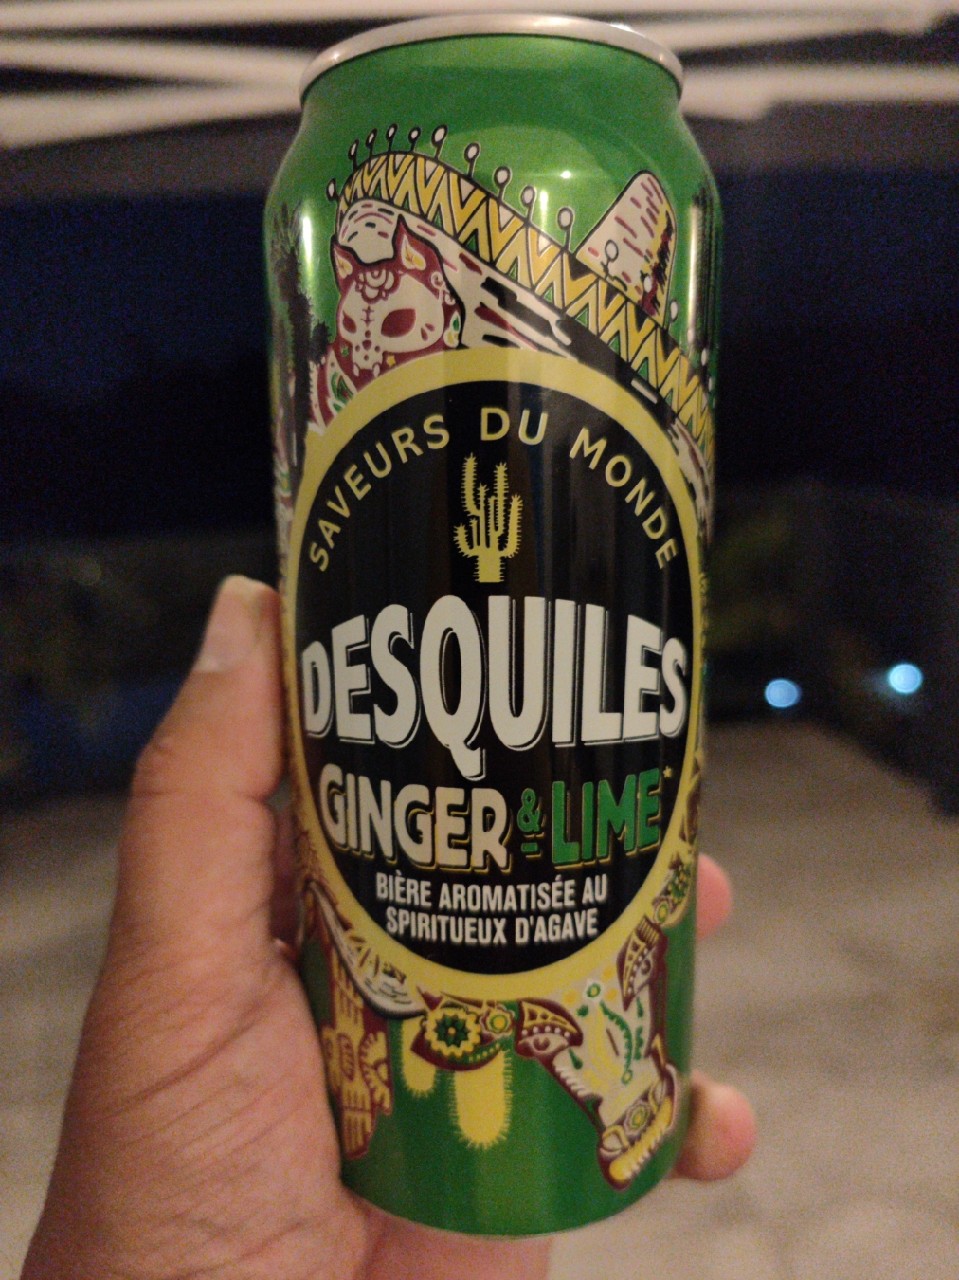 SAVEURS DU MONDE
DESQUILES
GINGER & LIME*
BIÈRE AROMATISÉE AU
SPIRITUEUX D'AGAVE